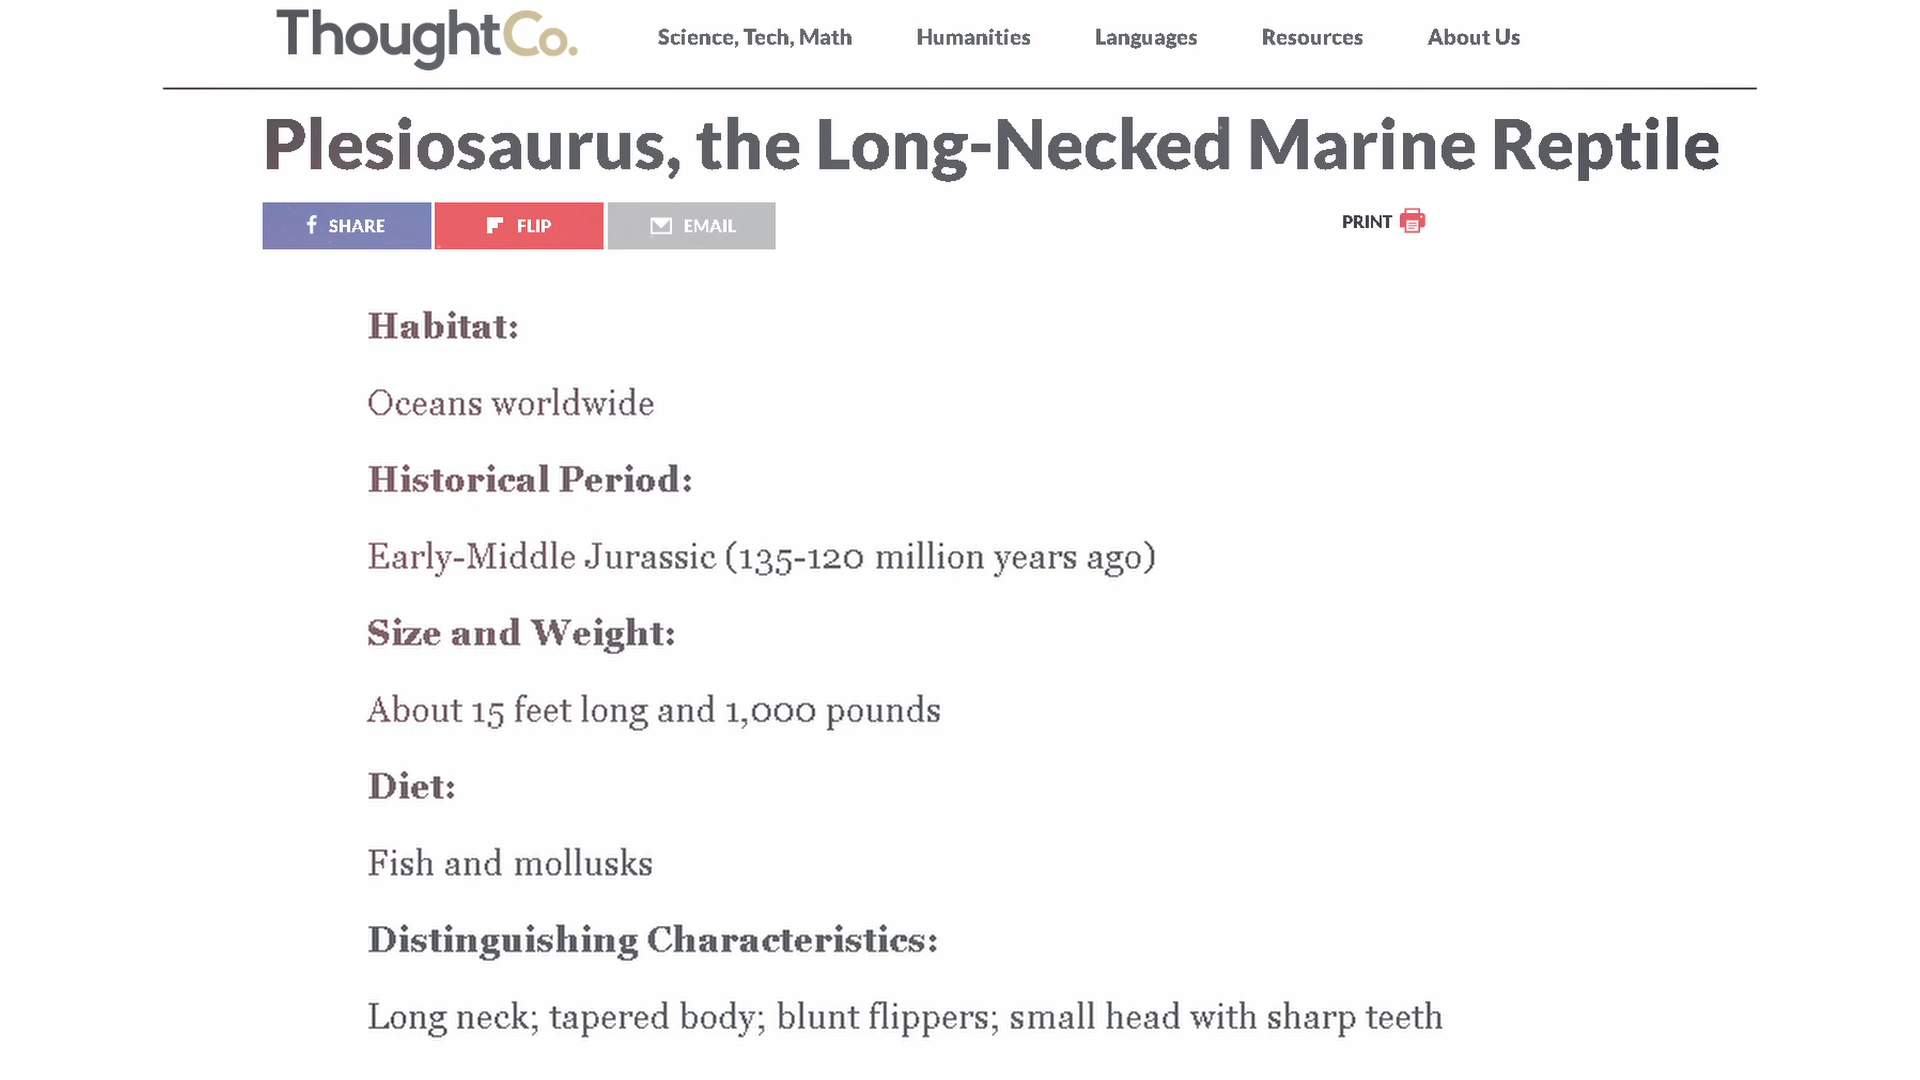 ThoughtCo. Science, Tech, Math Humanities Languages Resources About Us
Plesiosaurus, the Long-Necked Marine Reptile
SHARE FLIP EMAIL PRINT
Habitat:
Oceans worldwide
Historical Period:
Early-Middle Jurassic (135-120 million years ago)
Size and Weight:
About 15 feet long and 1,000 pounds
Diet:
Fish and mollusks
Distinguishing Characteristics:
Long neck; tapered body; blunt flippers; small head with sharp teeth